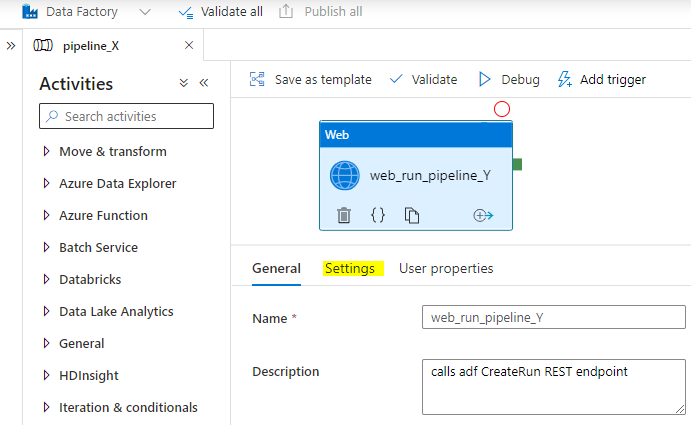 Data Factory Validate all Publish all
» pipeline_X ×
Activities
Search activities
Move & transform
Azure Data Explorer
Azure Function
Batch Service
Databricks
Data Lake Analytics
General
HDInsight
Iteration & conditionals
Save as template Validate Debug Add trigger
Web
web_run_pipeline_Y
{}
General Settings User properties
Name * web_run_pipeline_Y
Description calls adf CreateRun REST endpoint